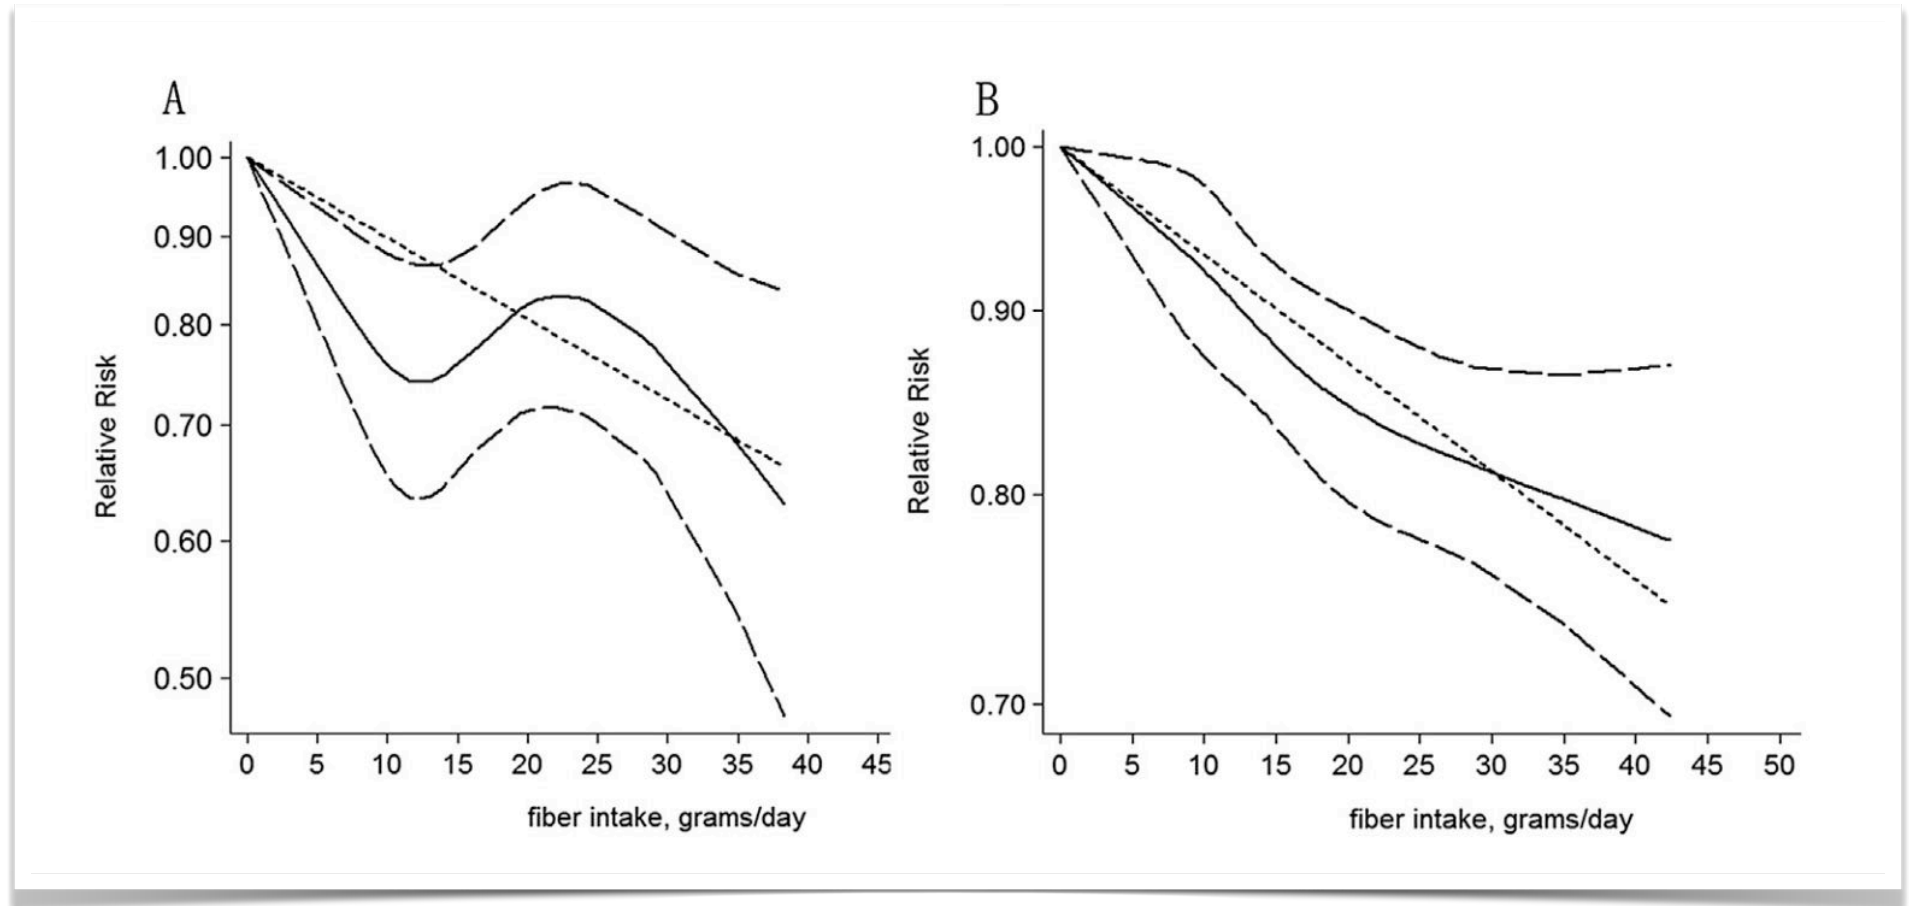 A
1.00
0.90
0.80
0.70
0.60
0.50
Relative Risk
0 5 10 15 20 25 30 35 40 45
fiber intake, grams/day
B
1.00
0.90
0.80
0.70
Relative Risk
0 5 10 15 20 25 30 35 40 45 50
fiber intake, grams/day